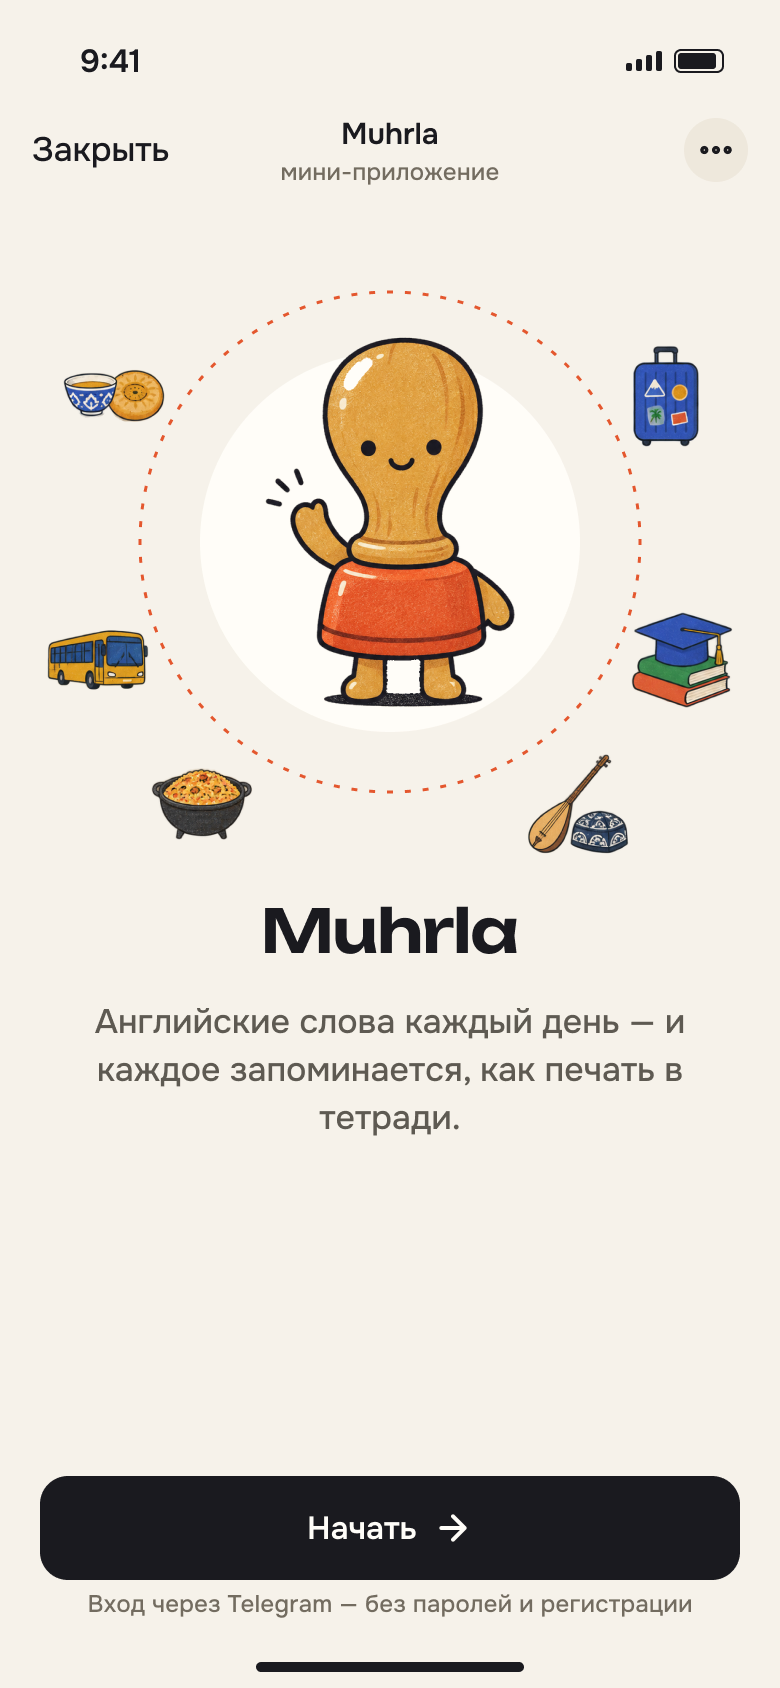 9:41
Закрыть
Muhrla
мини-приложение
Muhrla
Английские слова каждый день — и
каждое запоминается, как печать в
тетради.
Начать →
Вход через Telegram — без паролей и регистрации